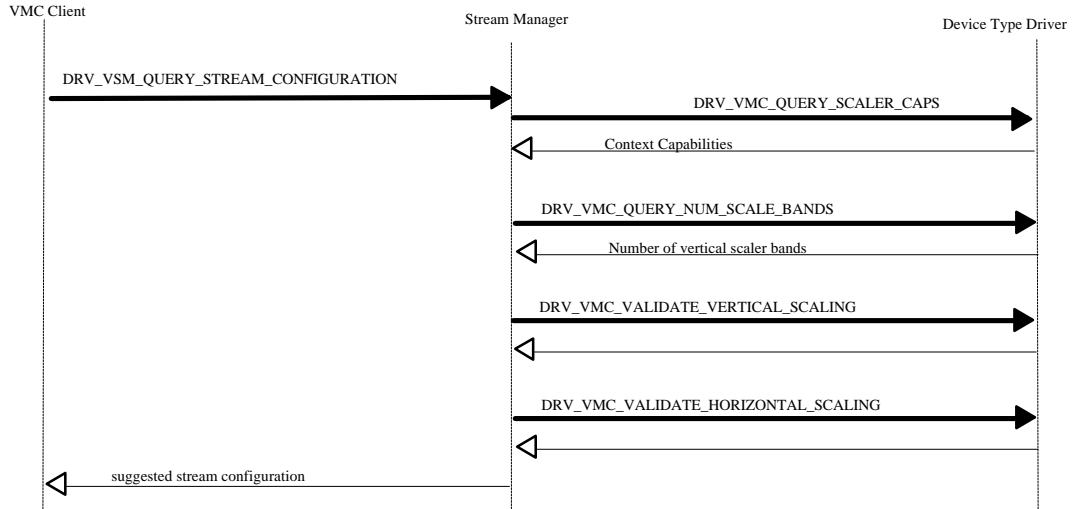 VMC Client
Stream Manager
Device Type Driver
DRV_VSM_QUERY_STREAM_CONFIGURATION
DRV_VMC_QUERY_SCALER_CAPS
Context Capabilities
DRV_VMC_QUERY_NUM_SCALE_BANDS
Number of vertical scaler bands
DRV_VMC_VALIDATE_VERTICAL_SCALING
DRV_VMC_VALIDATE_HORIZONTAL_SCALING
suggested stream configuration